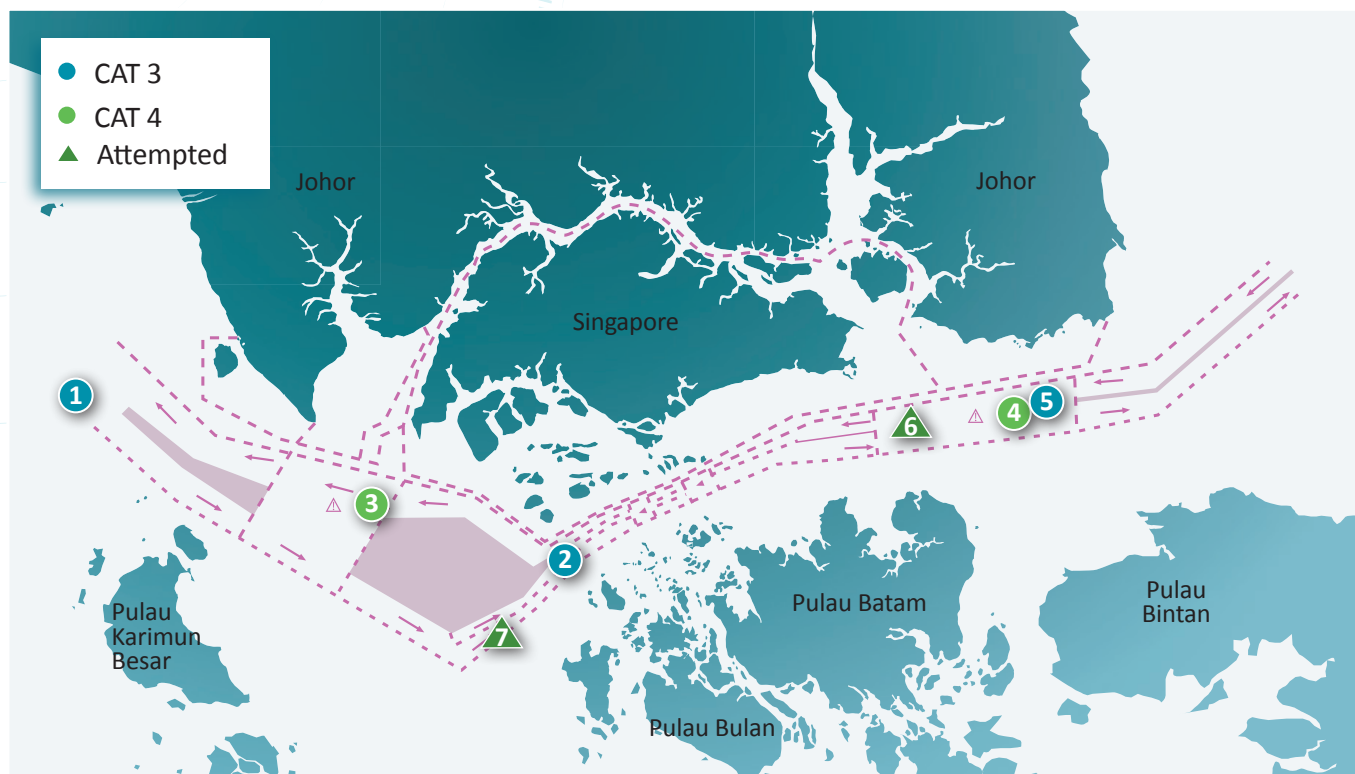 CAT 3
CAT 4
Attempted
Johor
Johor
Singapore
1
5
4
6
3
2
7
Pulau
Karimun
Besar
Pulau Batam
Pulau
Bintan
Pulau Bulan